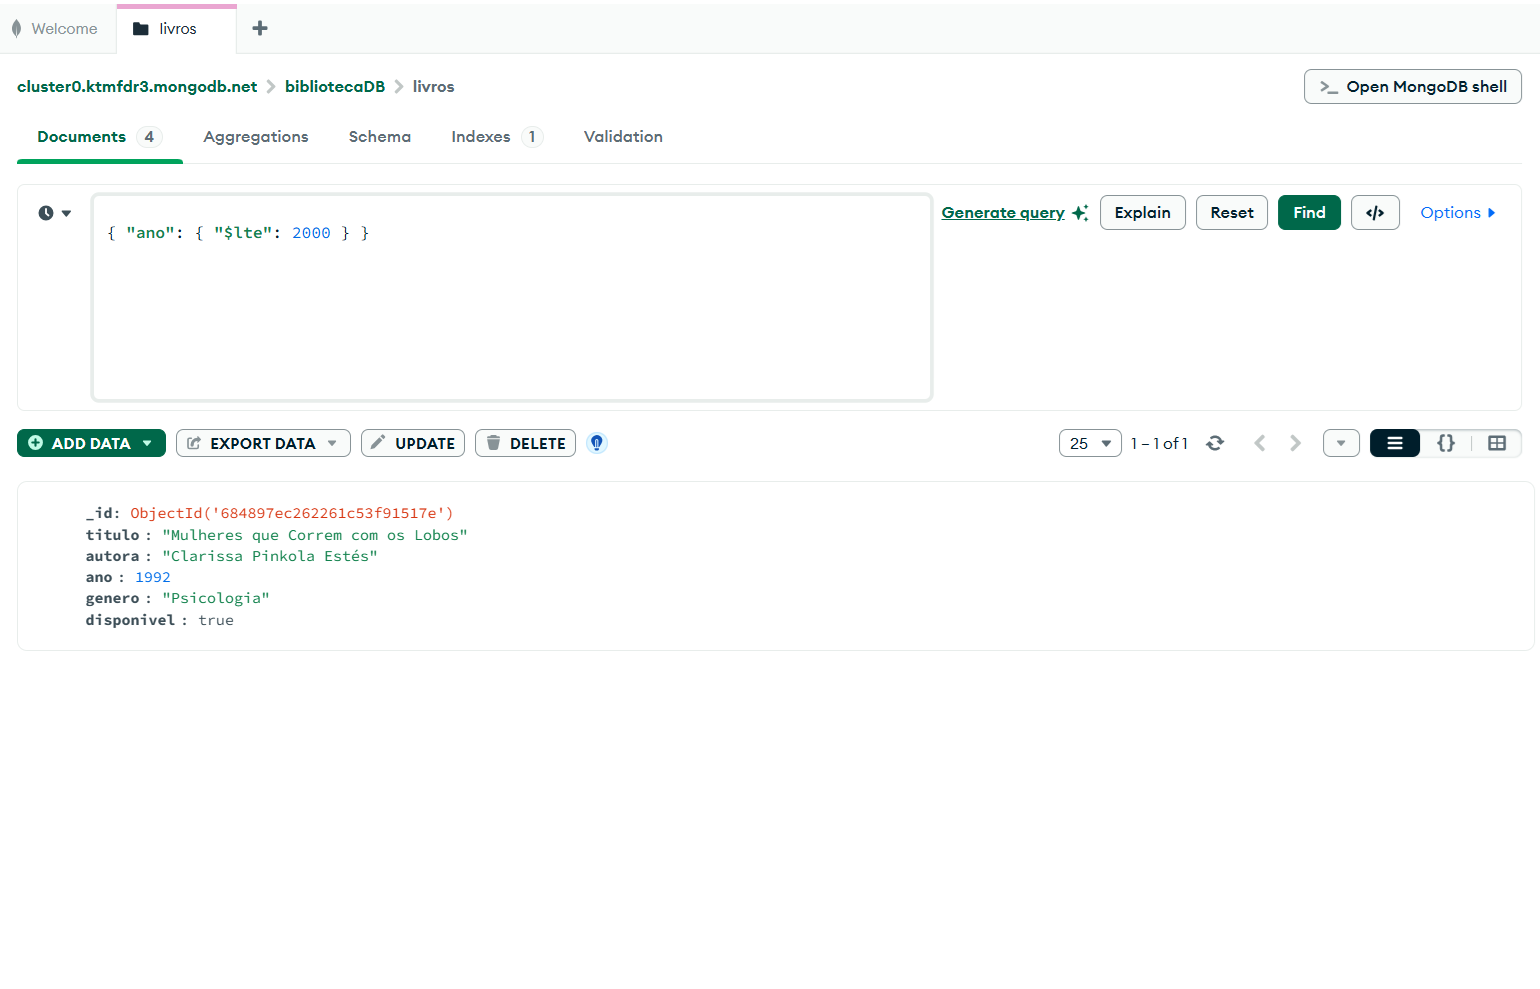 Welcome
livros
cluster0.ktmfdr3.mongodb.net > bibliotecaDB > livros
>_ Open MongoDB shell
Documents 4 Aggregations Schema Indexes 1 Validation
{ "ano": { "$lte": 2000 } }
Generate query Explain Reset Find </> Options
ADD DATA EXPORT DATA UPDATE DELETE 25 1 – 1 of 1 {}
_id: ObjectId('684897ec262261c53f91517e')
titulo : "Mulheres que Correm com os Lobos"
autora : "Clarissa Pinkola Estés"
ano : 1992
genero : "Psicologia"
disponivel : true